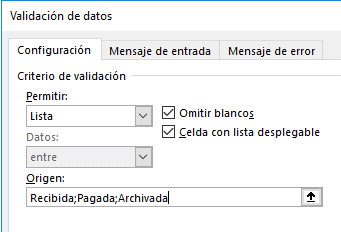 Validación de datos
Configuración Mensaje de entrada Mensaje de error
Criterio de validación
Permitir:
Lista Omitir blancos
Datos: Celda con lista desplegable
entre
Origen:
Recibida;Pagada;Archivada